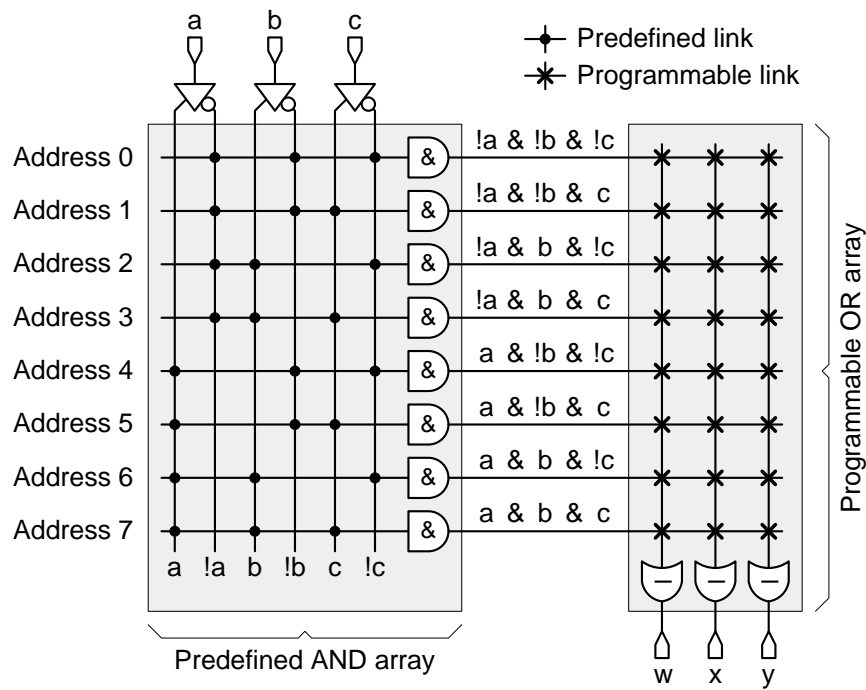 a b c
Predefined link
Programmable link
Address 0 & !a & !b & !c
Address 1 & !a & !b & c
Address 2 & !a & b & !c
Address 3 & !a & b & c
Address 4 & a & !b & !c
Address 5 & a & !b & c
Address 6 & a & b & !c
Address 7 & a & b & c
a !a b !b c !c
Predefined AND array
Programmable OR array
w x y